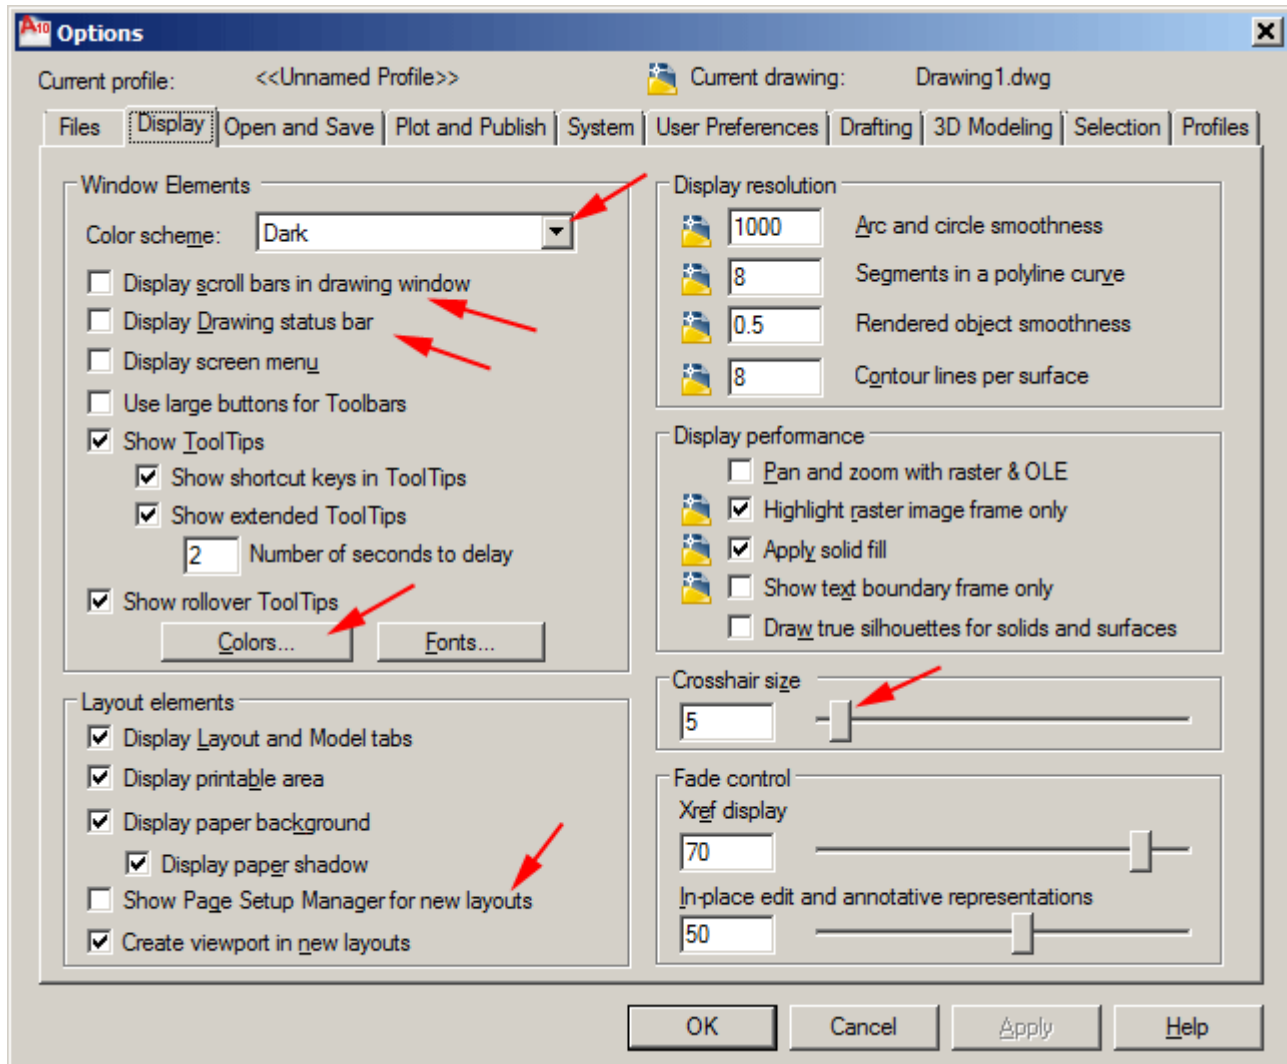 A10 Options
Current profile: <<Unnamed Profile>> Current drawing: Drawing1.dwg
Files Display Open and Save Plot and Publish System User Preferences Drafting 3D Modeling Selection Profiles
Window Elements
Color scheme: Dark
Display scroll bars in drawing window
Display Drawing status bar
Display screen menu
Use large buttons for Toolbars
Show ToolTips
Show shortcut keys in ToolTips
Show extended ToolTips
2 Number of seconds to delay
Show rollover ToolTips
Colors... Fonts...
Layout elements
Display Layout and Model tabs
Display printable area
Display paper background
Display paper shadow
Show Page Setup Manager for new layouts
Create viewport in new layouts
Display resolution
1000 Arc and circle smoothness
8 Segments in a polyline curve
0.5 Rendered object smoothness
8 Contour lines per surface
Display performance
Pan and zoom with raster & OLE
Highlight raster image frame only
Apply solid fill
Show text boundary frame only
Draw true silhouettes for solids and surfaces
Crosshair size
5
Fade control
Xref display
70
In-place edit and annotative representations
50
OK Cancel Apply Help